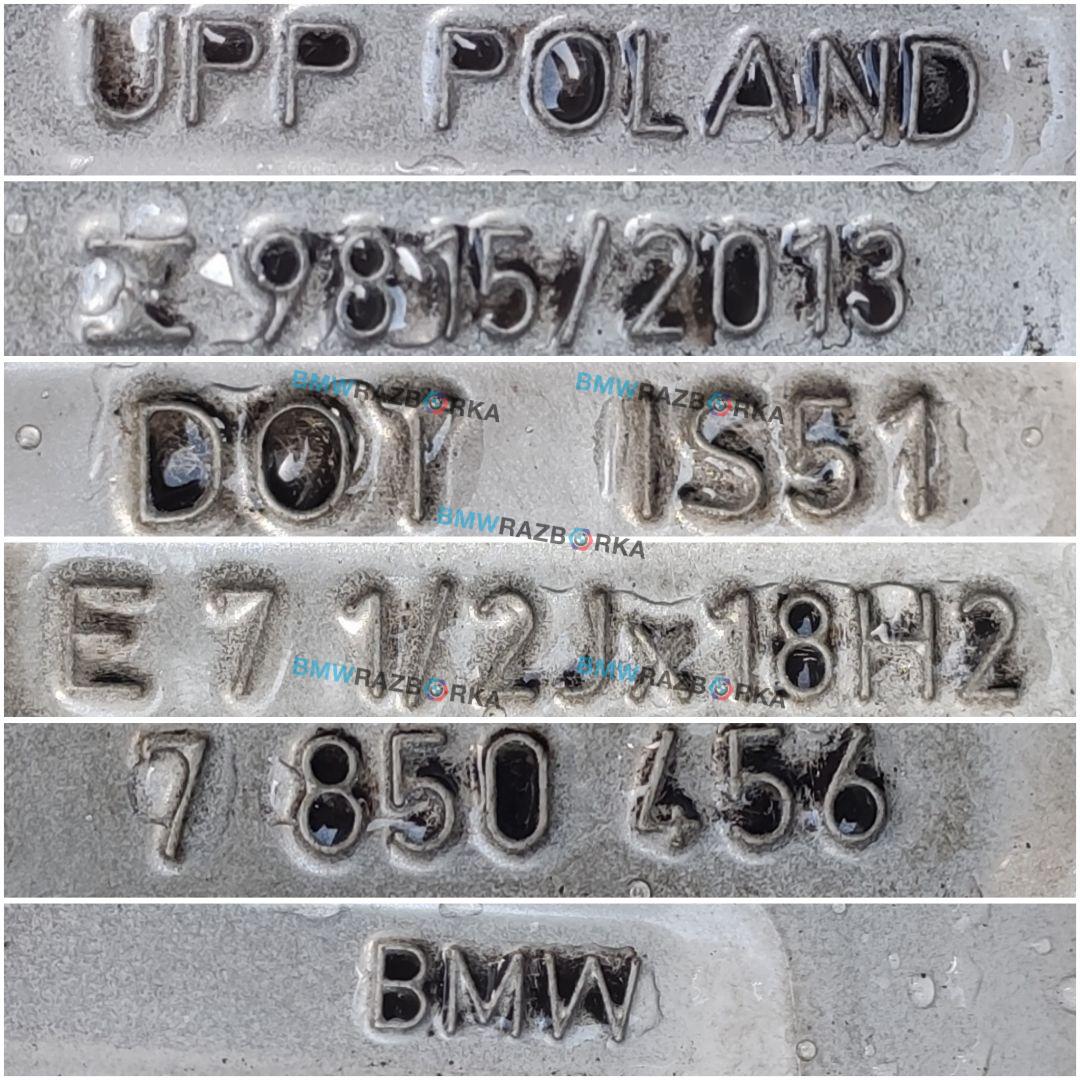 UPP POLAND
9815/2013
BMWRAZBORKA BMWRAZBORKA
DOT IS51
BMWRAZBORKA
E 7 1/2Jx18H2
BMWRAZBORKA BMWRAZBORKA
7 850 456
BMW